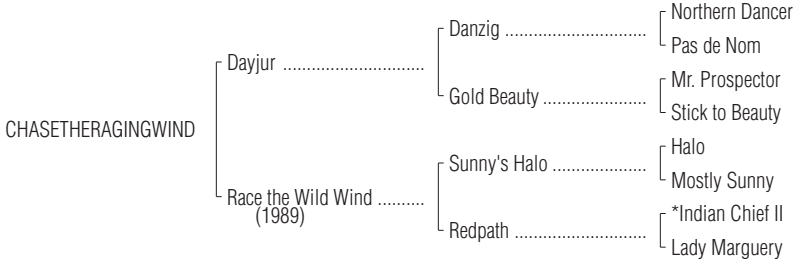 Northern Dancer
Danzig ..............................
Pas de Nom
Dayjur ..............................
Mr. Prospector
Gold Beauty ......................
Stick to Beauty
CHASETHERAGINGWIND
Halo
Sunny's Halo ....................
Mostly Sunny
Race the Wild Wind ..........
(1989)
*Indian Chief II
Redpath ............................
Lady Marguery